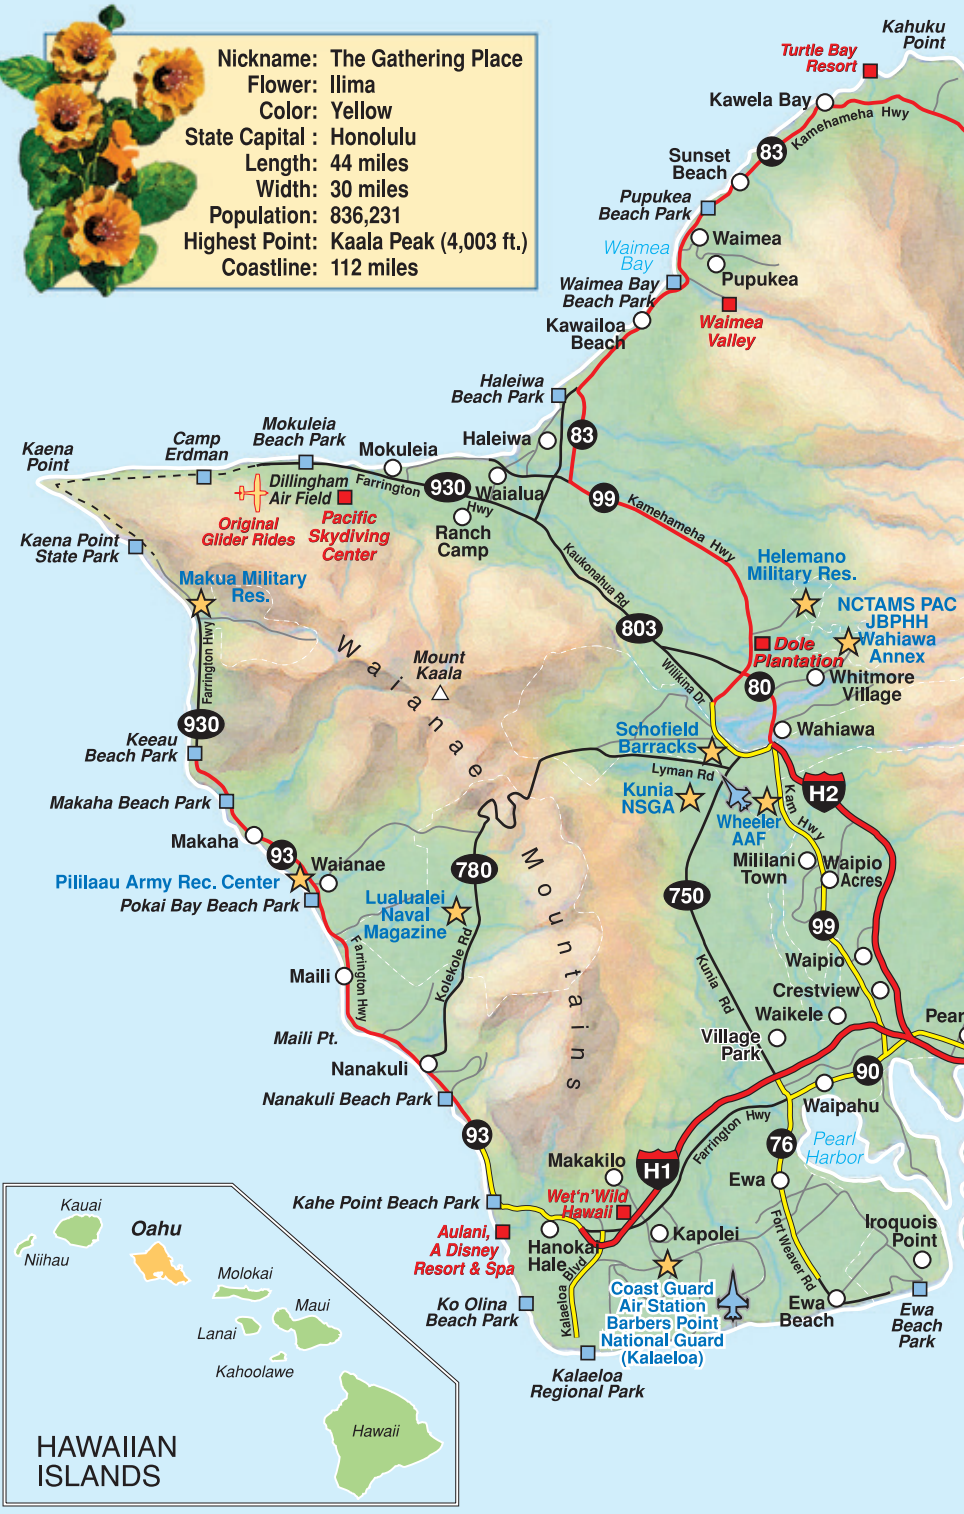 Nickname: The Gathering Place
Flower: Ilima
Color: Yellow
State Capital : Honolulu
Length: 44 miles
Width: 30 miles
Population: 836,231
Highest Point: Kaala Peak (4,003 ft.)
Coastline: 112 miles
Kahuku
Point
Turtle Bay
Resort
Kawela Bay
Kamehameha Hwy
83
Sunset
Beach
Pupukea
Beach Park
Waimea
Waimea
Bay
Pupukea
Waimea Bay
Beach Park
Waimea
Valley
Kawailoa
Beach
Haleiwa
Beach Park
Mokuleia
Beach Park
Camp
Erdman
Kaena
Point
Mokuleia
Haleiwa
83
Dillingham
Air Field
Farrington
Hwy
930
Waialua
99
Kamehameha Hwy
Original
Glider Rides
Pacific
Skydiving
Center
Ranch
Camp
Kaena Point
State Park
Kaukonahua Rd
Helemano
Military Res.
Makua Military
Res.
NCTAMS PAC
JBPHH
Wahiawa
Annex
803
Dole
Plantation
Farrington Hwy
Mount
Kaala
Waianae
Mountains
Wilikina Dr
80
Whitmore
Village
930
Keeau
Beach Park
Schofield
Barracks
Wahiawa
Lyman Rd
Kunia
NSGA
H2
Makaha Beach Park
Kam Hwy
Wheeler
AAF
Makaha
93
Waianae
780
Mililani
Town
Waipio
Acres
Pililaau Army Rec. Center
Pokai Bay Beach Park
Lualualei
Naval
Magazine
750
99
Kolekole Rd
Farrington Hwy
Kunia Rd
Waipio
Maili
Crestview
Waikele
Pear
Maili Pt.
Village
Park
Nanakuli
90
Nanakuli Beach Park
Waipahu
Farrington Hwy
93
76
Pearl
Harbor
Makakilo
H1
Ewa
Kahe Point Beach Park
Wet'n'Wild
Hawaii
Iroquois
Point
Aulani,
A Disney
Resort & Spa
Hanokai
Hale
Kapolei
Fort Weaver Rd
Kalaeloa Blvd
Coast Guard
Air Station
Barbers Point
National Guard
(Kalaeloa)
Ko Olina
Beach Park
Ewa
Beach
Ewa
Beach
Park
Kalaeloa
Regional Park
Kauai
Niihau
Oahu
Molokai
Maui
Lanai
Kahoolawe
Hawaii
HAWAIIAN
ISLANDS